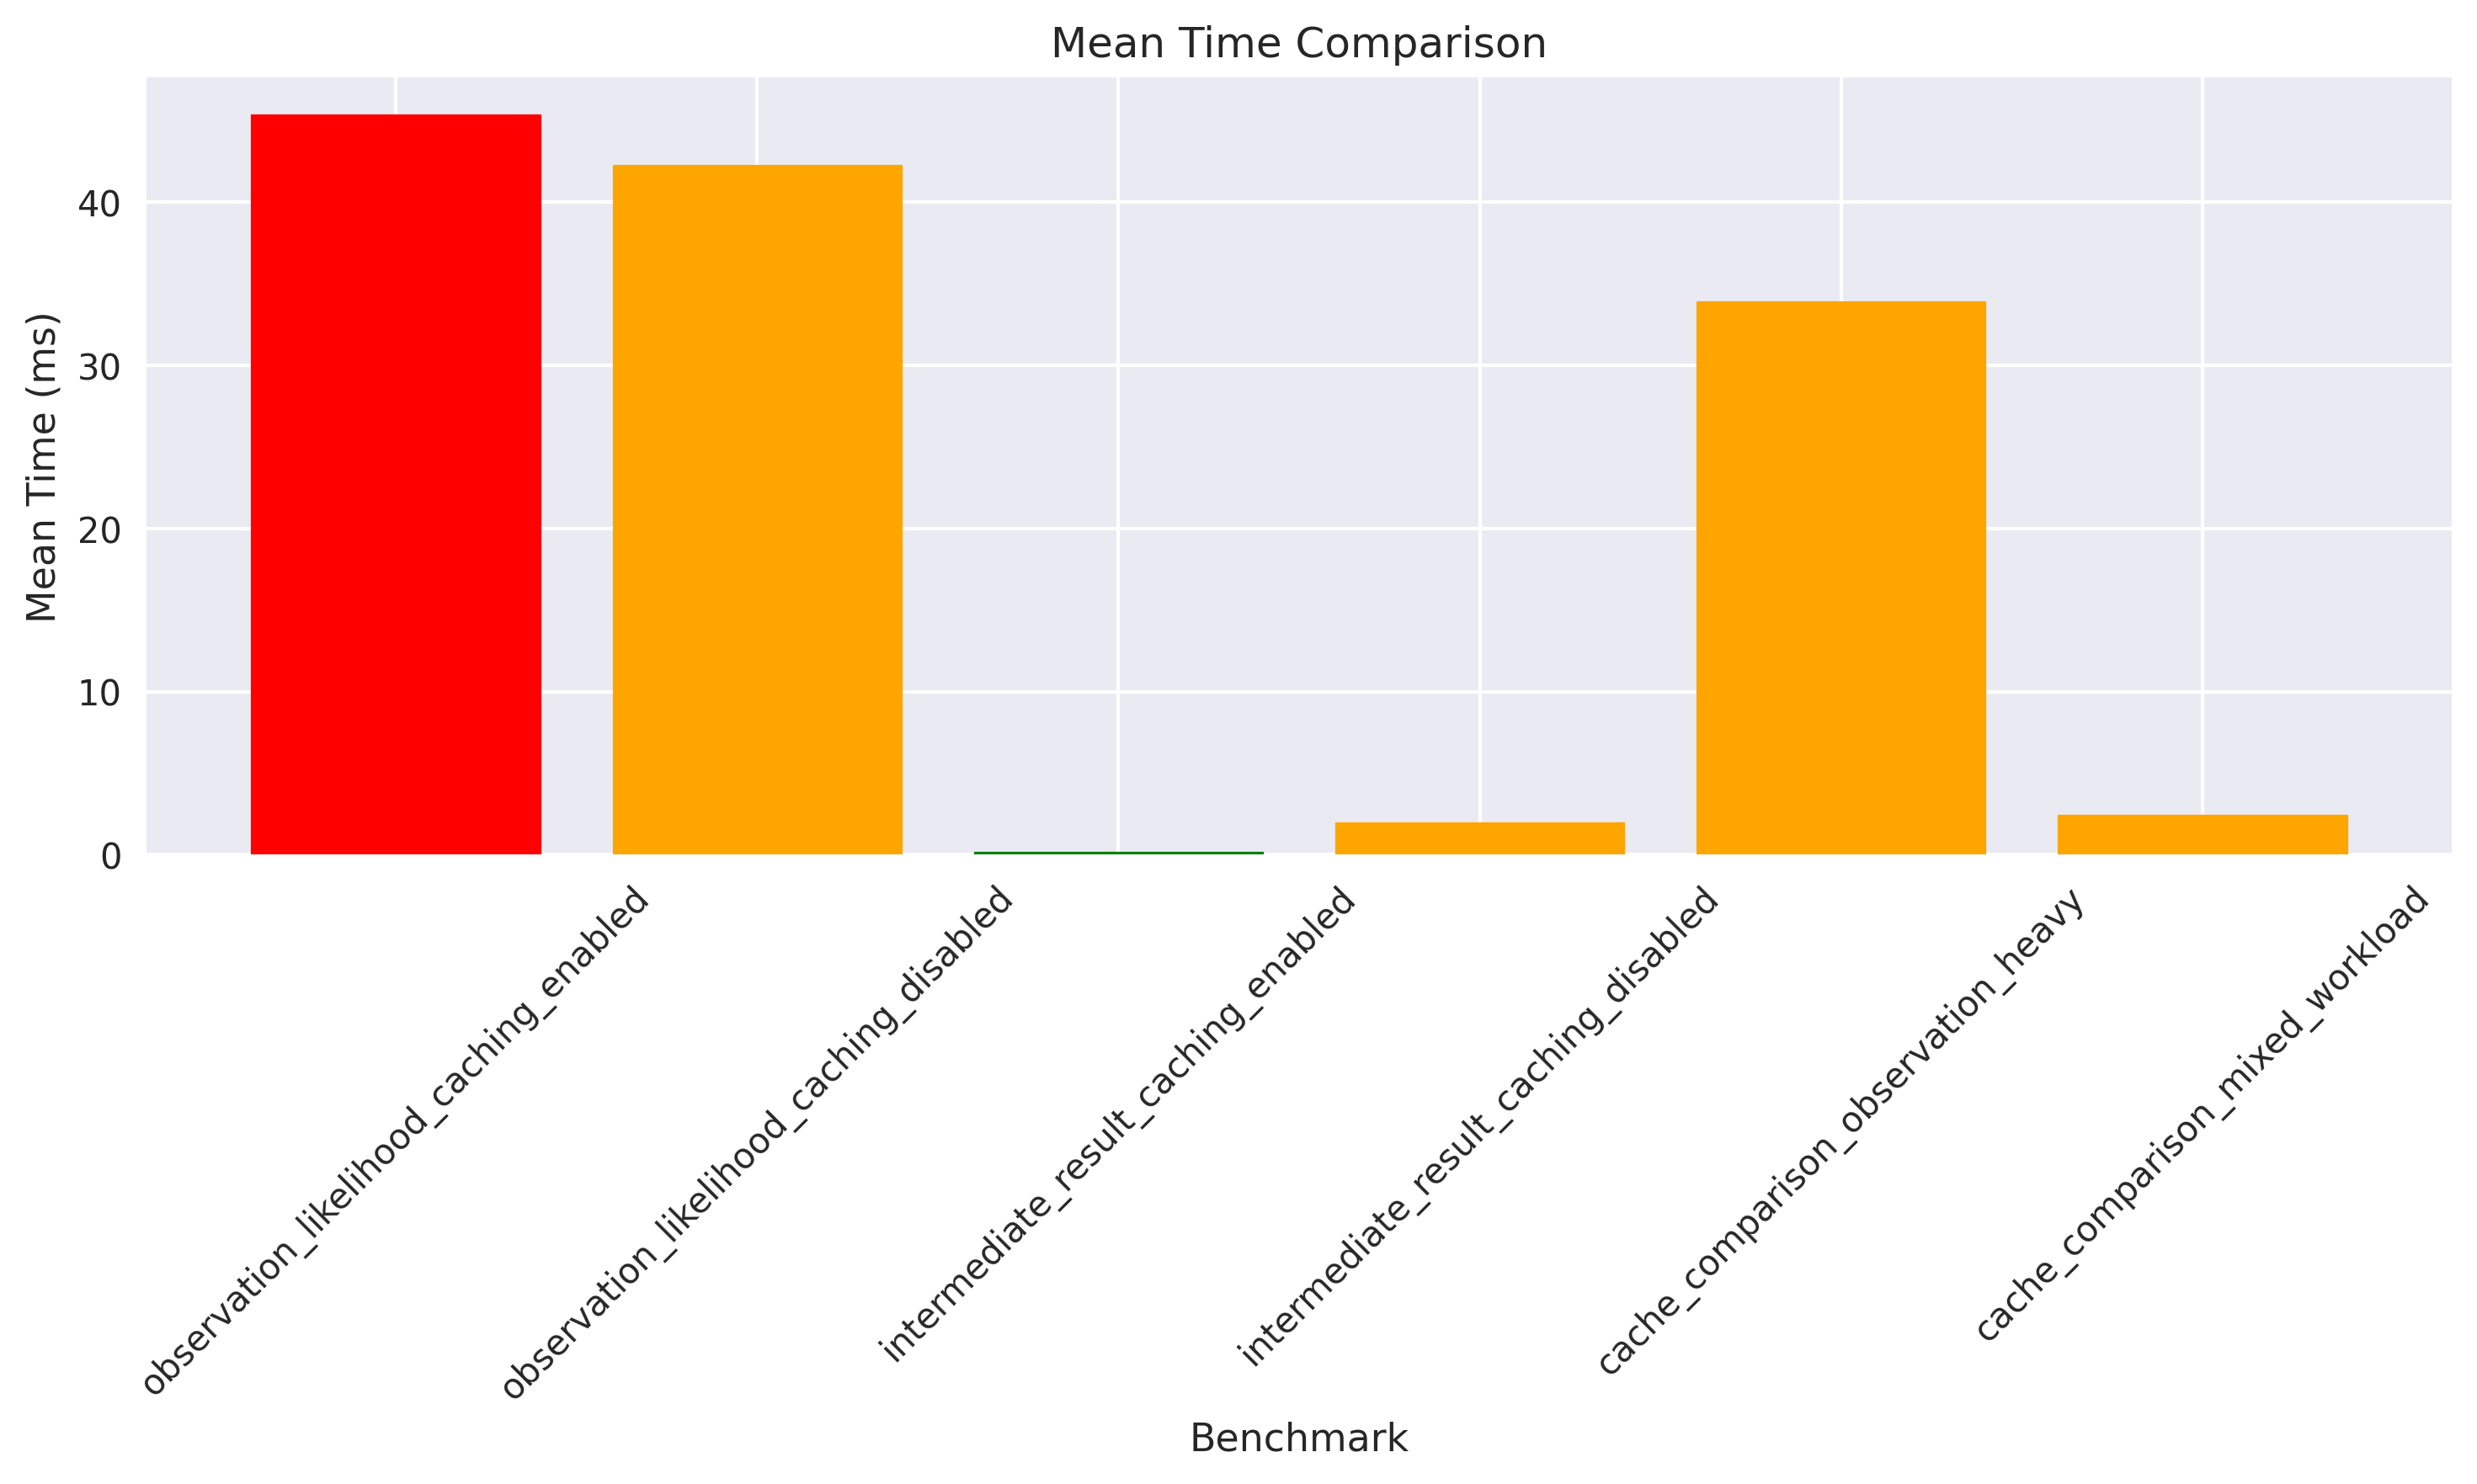 Mean Time Comparison
Mean Time (ms)
40
30
20
10
0
observation_likelihood_caching_enabled
observation_likelihood_caching_disabled
intermediate_result_caching_enabled
intermediate_result_caching_disabled
cache_comparison_observation_heavy
cache_comparison_mixed_workload
Benchmark